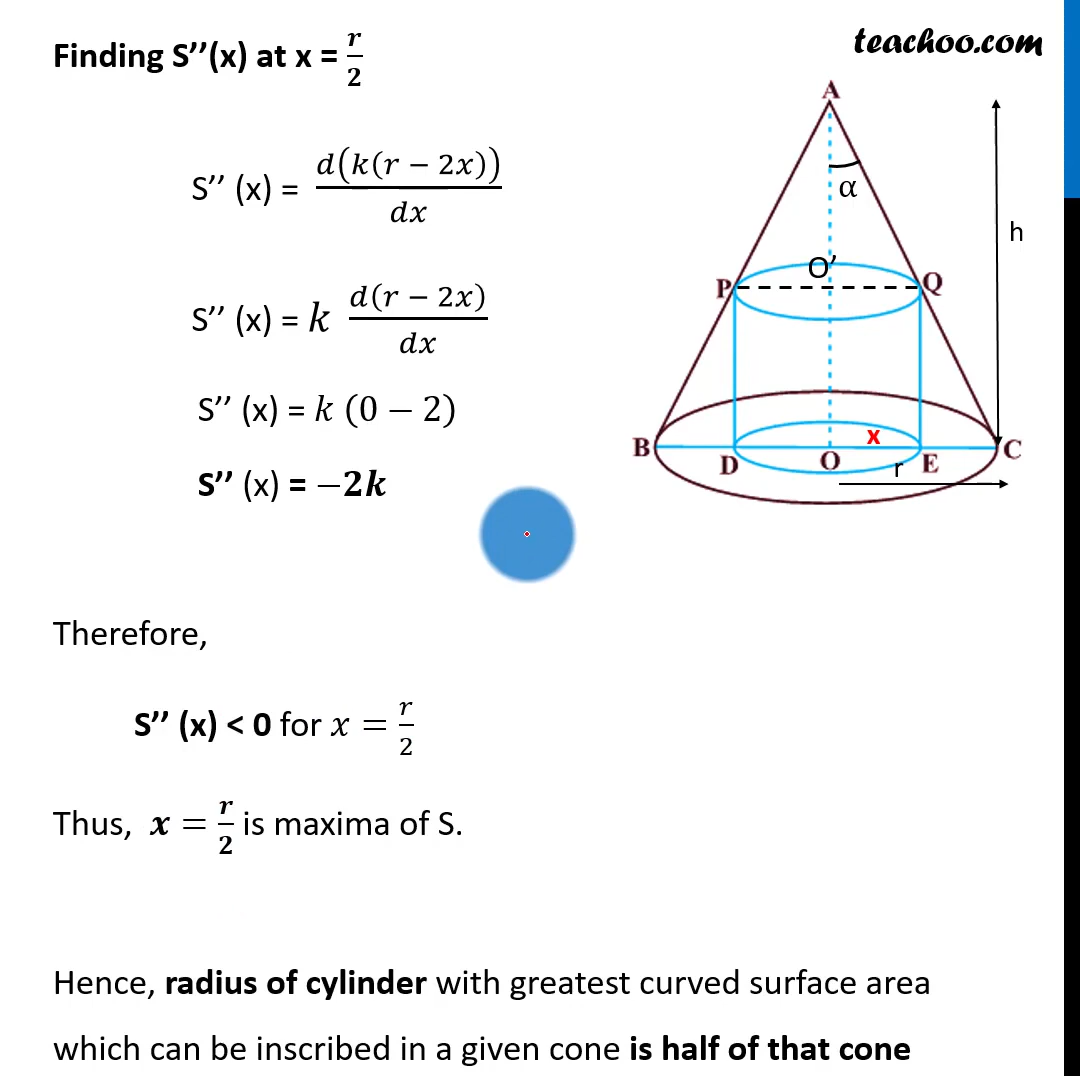 Finding S’’(x) at x = 𝒓/𝟐
teachoo.com
S’’ (x) = 𝑑(𝑘(𝑟 − 2𝑥))/𝑑𝑥
S’’ (x) = 𝑘 𝑑(𝑟 − 2𝑥)/𝑑𝑥
S’’ (x) = 𝑘 (0 − 2)
S’’ (x) = −𝟐𝒌
A
α
h
O’
P
Q
x
B
D
O
E
C
r
Therefore,
S’’ (x) < 0 for 𝑥 = 𝑟/2
Thus, 𝒙 = 𝒓/𝟐 is maxima of S.
Hence, radius of cylinder with greatest curved surface area
which can be inscribed in a given cone is half of that cone